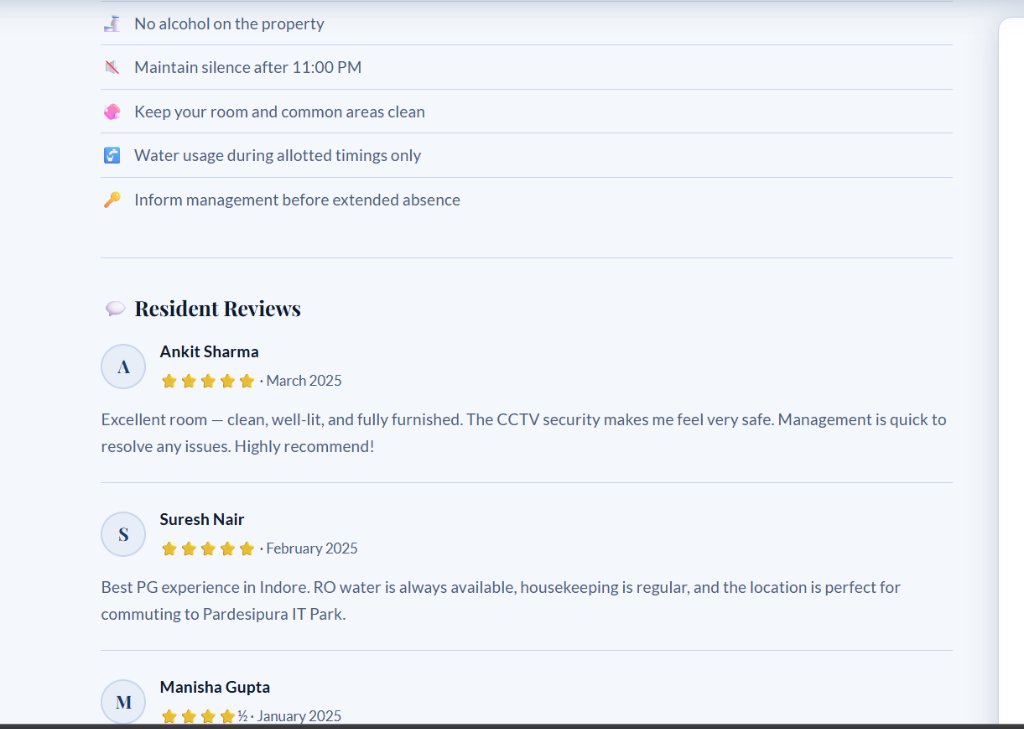 No alcohol on the property
Maintain silence after 11:00 PM
Keep your room and common areas clean
Water usage during allotted timings only
Inform management before extended absence
Resident Reviews
A
Ankit Sharma
· March 2025
Excellent room — clean, well-lit, and fully furnished. The CCTV security makes me feel very safe. Management is quick to
resolve any issues. Highly recommend!
S
Suresh Nair
· February 2025
Best PG experience in Indore. RO water is always available, housekeeping is regular, and the location is perfect for
commuting to Pardesipura IT Park.
M
Manisha Gupta
½ · January 2025